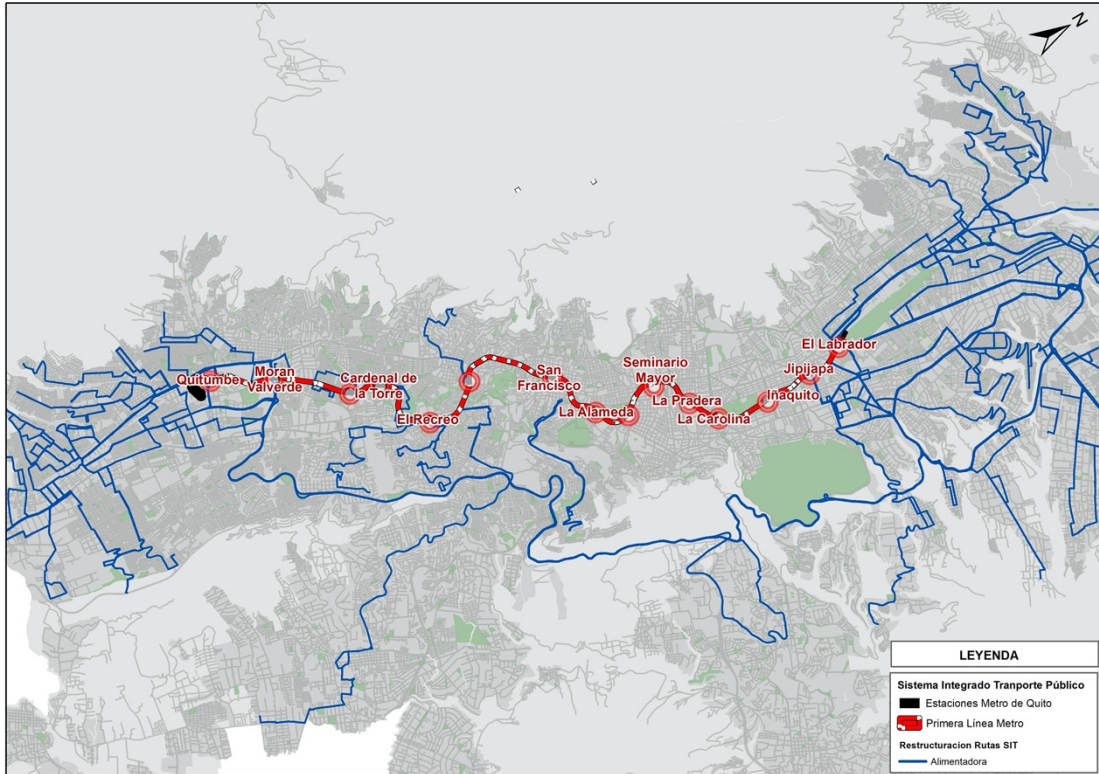 N
El Labrador
Jipijapa
Seminario
Mayor
Inaquito
La Pradera
La Carolina
San
Francisco
La Alameda
Moran
Valverde
Quitumbe
Cardenal de
la Torre
El Recreo
LEYENDA
Sistema Integrado Tranporte Público
Estaciones Metro de Quito
Primera Línea Metro
Restructuracion Rutas SIT
Alimentadora